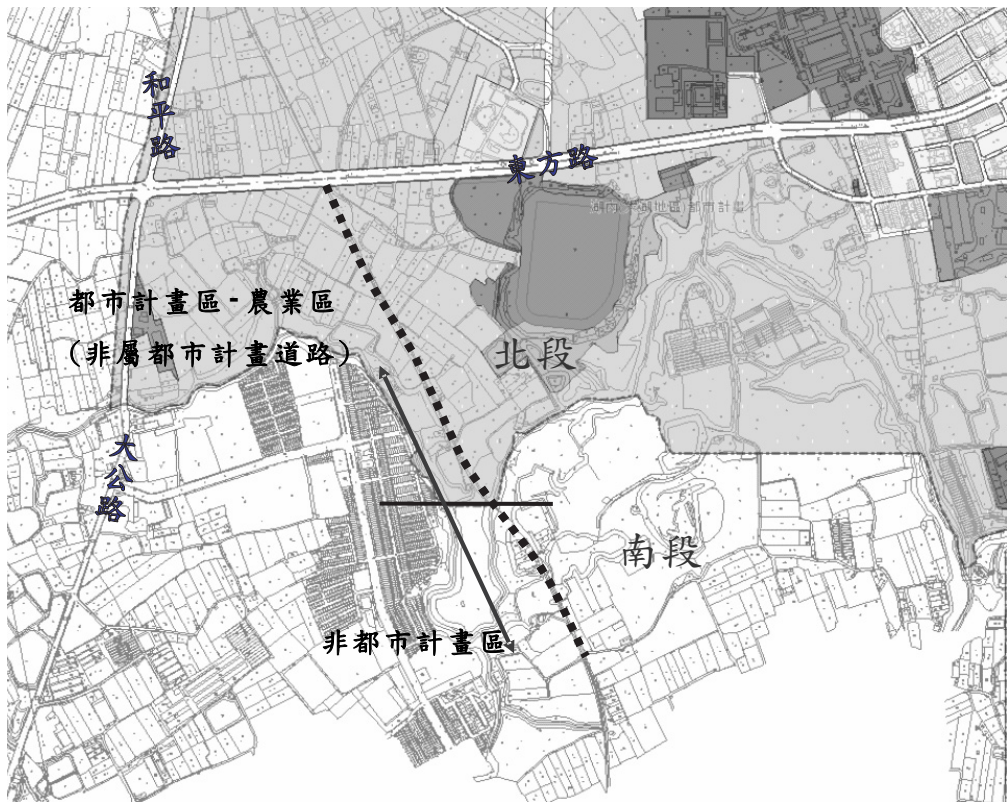 和平路
東方路
都市計畫區-農業區
(非屬都市計畫道路)
北段
大公路
南段
非都市計畫區